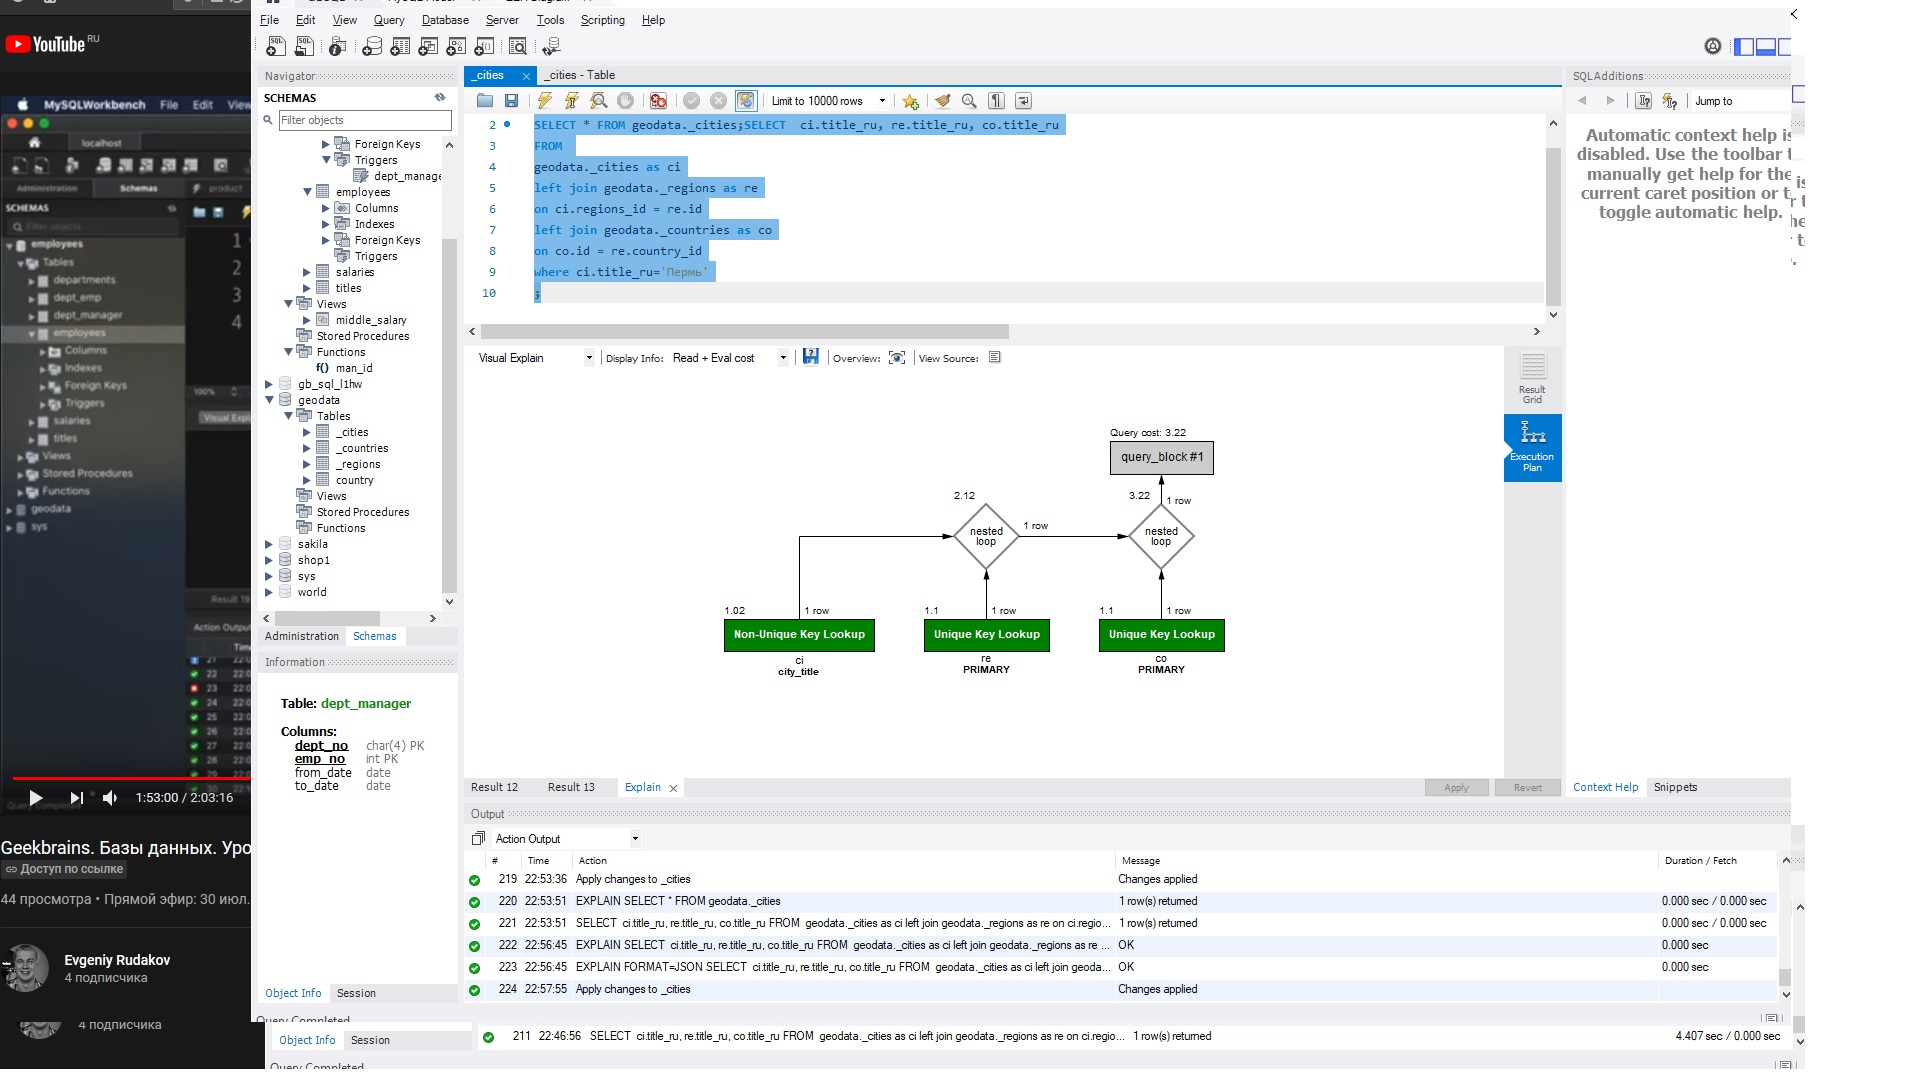 YouTube RU
MySQLWorkbench File Edit View
localhost
Administration Schemas product
SCHEMAS
Filter objects
employees
Tables
departments
dept_emp
dept_manager
employees
Columns
Indexes
Foreign Keys
Triggers
salaries
titles
Views
Stored Procedures
Functions
geodata
sys
1
2
3
4
100%
Action Output
21
22
23
24
25
26
27
28
29
1:53:00 / 2:03:16
Geekbrains. Базы данных. Уро
Доступ по ссылке
44 просмотра • Прямой эфир: 30 июл.
Evgeniy Rudakov
4 подписчика
4 подписчика
File Edit View Query Database Server Tools Scripting Help
Navigator
SCHEMAS
Filter objects
Foreign Keys
Triggers
dept_manage
employees
Columns
Indexes
Foreign Keys
Triggers
salaries
titles
Views
middle_salary
Stored Procedures
Functions
f() man_id
gb_sql_l1hw
geodata
Tables
_cities
_countries
_regions
country
Views
Stored Procedures
Functions
sakila
shop1
sys
world
Administration Schemas
Information
Table: dept_manager
Columns:
dept_no char(4) PK
emp_no int PK
from_date date
to_date date
Object Info Session
Query Completed
Object Info Session
Query Completed
_cities _cities - Table
Limit to 10000 rows
2 SELECT * FROM geodata._cities;SELECT ci.title_ru, re.title_ru, co.title_ru
3 FROM
4 geodata._cities as ci
5 left join geodata._regions as re
6 on ci.regions_id = re.id
7 left join geodata._countries as co
8 on co.id = re.country_id
9 where ci.title_ru='Пермь'
10 ;
Visual Explain Display Info: Read + Eval cost Overview: View Source:
Query cost: 3.22
query_block #1
2.12
3.22 1 row
nested loop
1 row
nested loop
1.02 1 row
1.1 1 row
1.1 1 row
Non-Unique Key Lookup
Unique Key Lookup
Unique Key Lookup
ci
re
co
city_title
PRIMARY
PRIMARY
Result Grid
Execution Plan
Result 12 Result 13 Explain
Apply Revert
Output
Action Output
# Time Action Message Duration / Fetch
219 22:53:36 Apply changes to _cities Changes applied
220 22:53:51 EXPLAIN SELECT * FROM geodata._cities 1 row(s) returned 0.000 sec / 0.000 sec
221 22:53:51 SELECT ci.title_ru, re.title_ru, co.title_ru FROM geodata._cities as ci left join geodata._regions as re on ci.regio... 1 row(s) returned 0.000 sec / 0.000 sec
222 22:56:45 EXPLAIN SELECT ci.title_ru, re.title_ru, co.title_ru FROM geodata._cities as ci left join geodata._regions as re ... OK 0.000 sec
223 22:56:45 EXPLAIN FORMAT=JSON SELECT ci.title_ru, re.title_ru, co.title_ru FROM geodata._cities as ci left join geoda... OK 0.000 sec
224 22:57:55 Apply changes to _cities Changes applied
211 22:46:56 SELECT ci.title_ru, re.title_ru, co.title_ru FROM geodata._cities as ci left join geodata._regions as re on ci.regio... 1 row(s) returned 4.407 sec / 0.000 sec
SQLAdditions
Jump to
Automatic context help is
disabled. Use the toolbar t
manually get help for the
current caret position or t
toggle automatic help.
Context Help Snippets